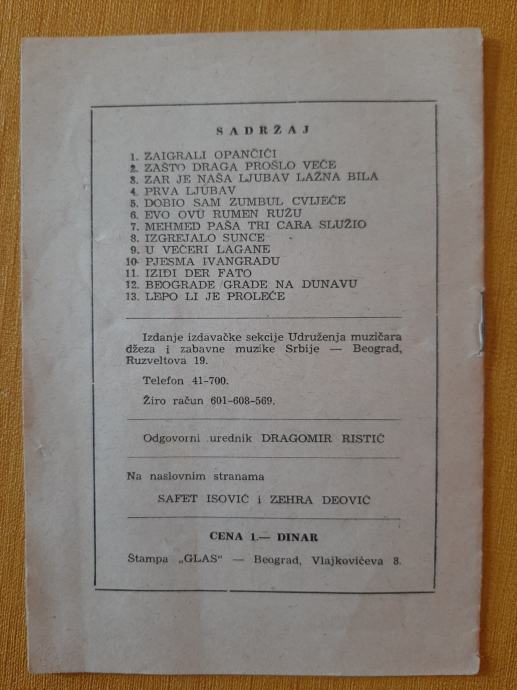 SADRŽAJ
1. ZAIGRALI OPANČIĆI
2. ZAŠTO DRAGA PROŠLO VEČE
3. ZAR JE NAŠA LJUBAV LAŽNA BILA
4. PRVA LJUBAV
5. DOBIO SAM ZUMBUL CVIJEĆE
6. EVO OVU RUMEN RUŽU
7. MEHMED PAŠA TRI CARA SLUŽIO
8. IZGREJALO SUNCE
9. U VEČERI LAGANE
10. PJESMA IVANGRADU
11. IZIĐI DER FATO
12. BEOGRADE GRADE NA DUNAVU
13. LEPO LI JE PROLEĆE
Izdanje izdavačke sekcije Udruženja muzičara
džeza i zabavne muzike Srbije — Beograd,
Ruzveltova 19.
Telefon 41-700.
Žiro račun 601-608-569.
Odgovorni urednik DRAGOMIR RISTIĆ
Na naslovnim stranama
SAFET ISOVIĆ i ZEHRA DEOVIĆ
CENA 1.— DINAR
Štampa „GLAS" — Beograd, Vlajkovićeva 8.